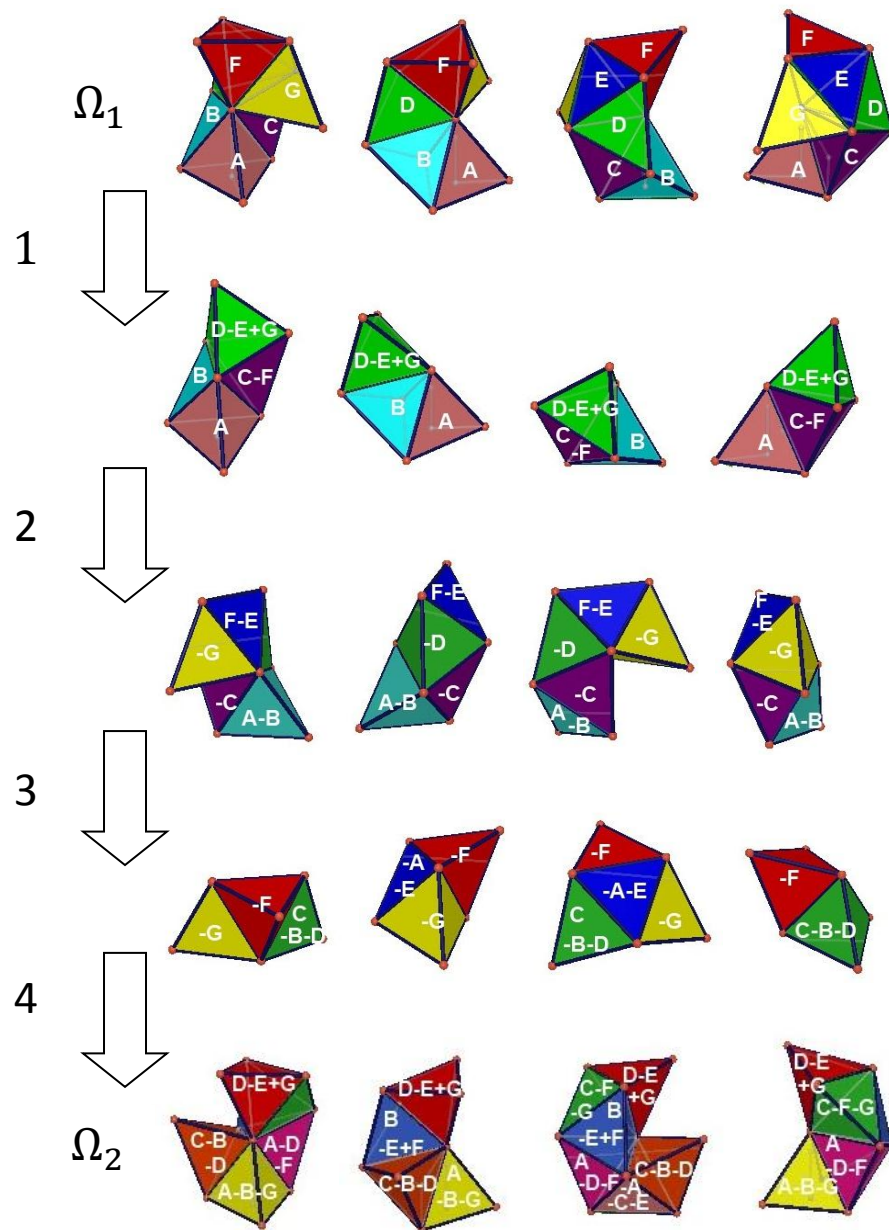 Ω₁
F
G
B
C
A
F
D
B
A
E
F
D
C
B
F
E
D
G
A
C
1
D-E+G
B
C-F
A
D-E+G
B
A
D-E+G
C
-F
B
D-E+G
C-F
A
2
F-E
-G
-C
A-B
F-E
-D
A-B
-C
F-E
-D
-G
-C
A
-B
F
-E
-G
-C
A-B
3
-F
-G
C
-B-D
-A
-E
-F
-G
-F
-A-E
C
-B-D
-G
-F
C-B-D
4
Ω₂
D-E+G
C-B
-D
A-D
-F
A-B-G
D-E+G
B
-E+F
C-B-D
A
-B-G
C-F
-G
D-E
+G
B
-E+F
A
-D-F
C-B-D
-A
-C-E
D-E
+G
C-F-G
A
-D-F
A-B-G